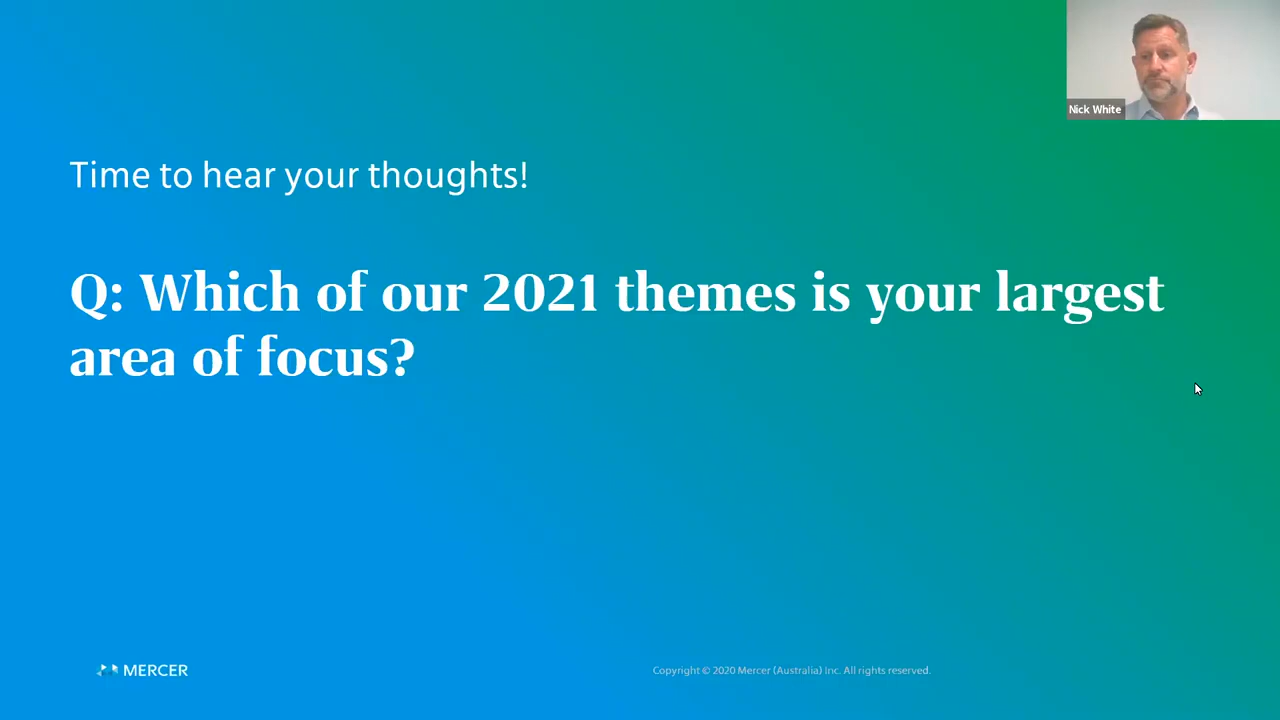 Nick White
Time to hear your thoughts!
Q: Which of our 2021 themes is your largest
area of focus?
MERCER
Copyright © 2020 Mercer (Australia) Inc. All rights reserved.